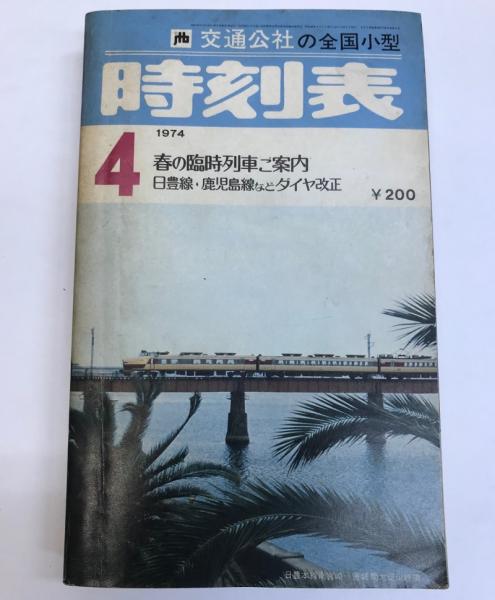 jtb 交通公社の全国小型
時刻表
1974
4
春の臨時列車ご案内
日豊線・鹿児島線などダイヤ改正
¥200